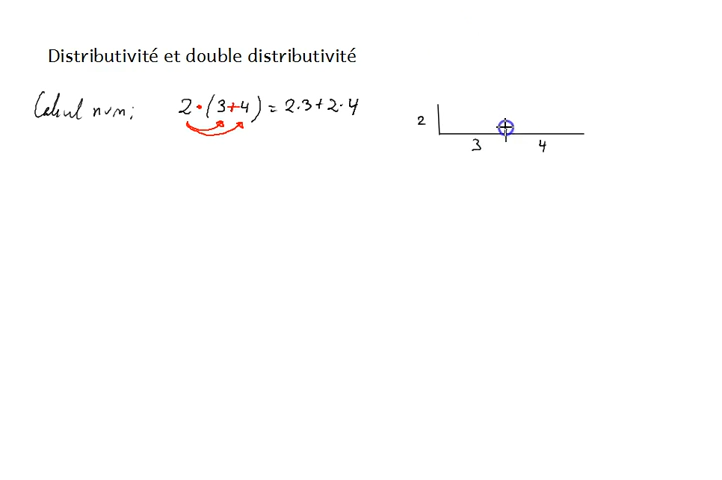 Distributivité et double distributivité
Calcul num: 2 · (3+4) = 2·3+2·4
2
3 4